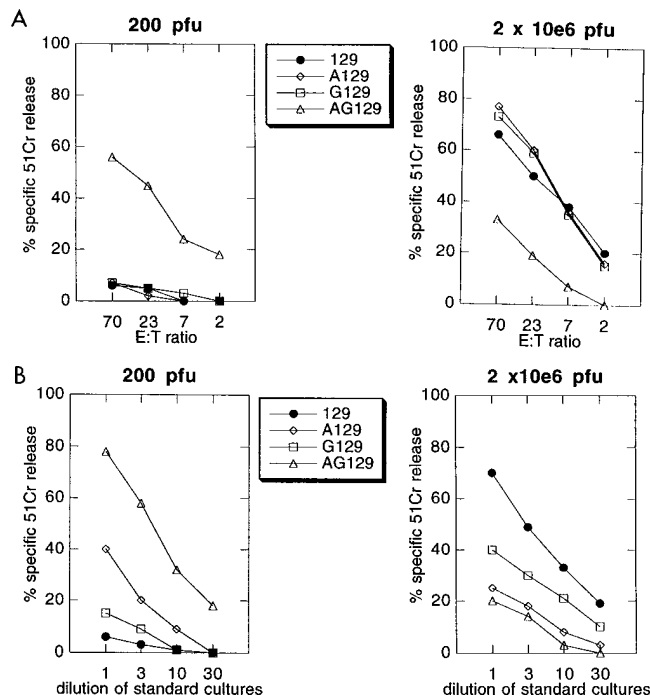 A
200 pfu
% specific 51Cr release
100
80
60
40
20
0
70 23 7 2
E:T ratio
129
A129
G129
AG129
2 x 10e6 pfu
% specific 51Cr release
100
80
60
40
20
0
70 23 7 2
E:T ratio
B
200 pfu
% specific 51Cr release
100
80
60
40
20
0
1 3 10 30
dilution of standard cultures
129
A129
G129
AG129
2 x10e6 pfu
% specific 51Cr release
100
80
60
40
20
0
1 3 10 30
dilution of standard cultures